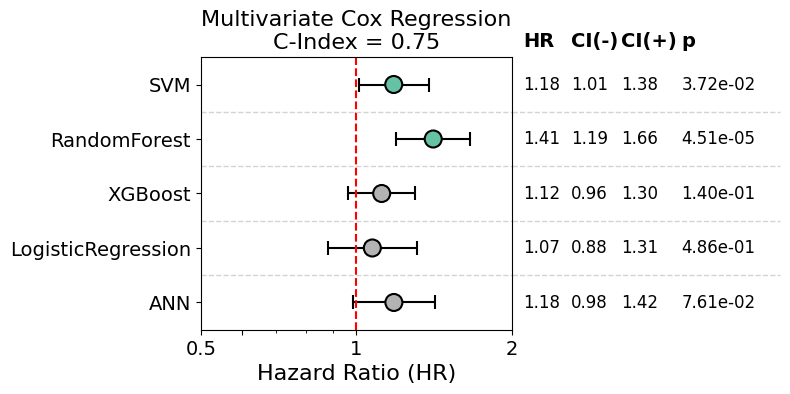 Multivariate Cox Regression
C-Index = 0.75
HR CI(-) CI(+) p
SVM 1.18 1.01 1.38 3.72e-02
RandomForest 1.41 1.19 1.66 4.51e-05
XGBoost 1.12 0.96 1.30 1.40e-01
LogisticRegression 1.07 0.88 1.31 4.86e-01
ANN 1.18 0.98 1.42 7.61e-02
0.5 1 2
Hazard Ratio (HR)